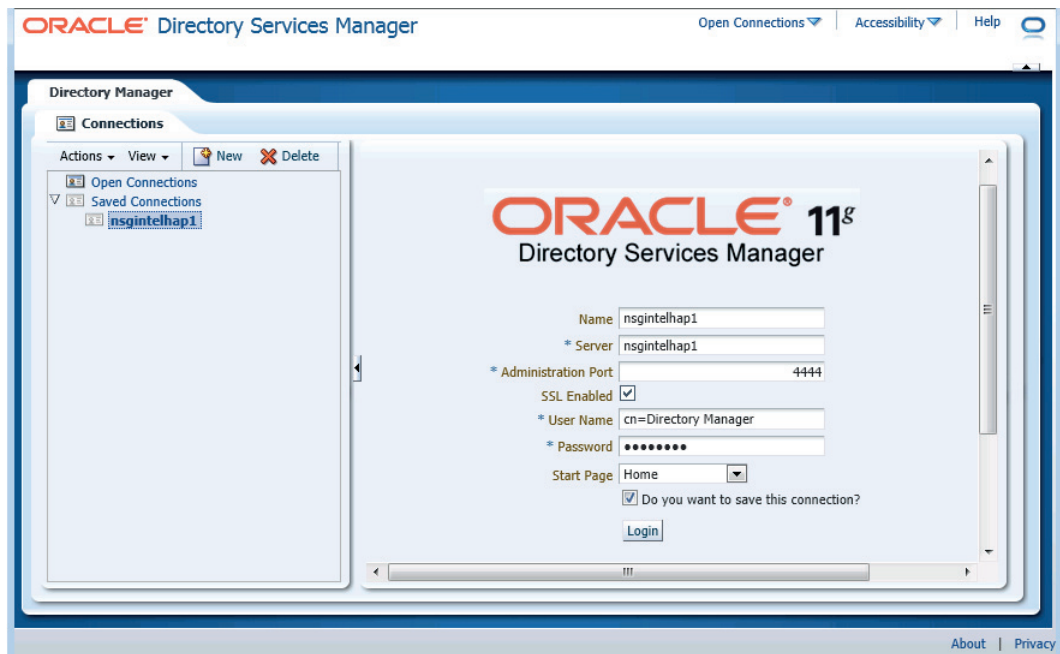 ORACLE Directory Services Manager
Open Connections Accessibility Help
Directory Manager
Connections
Actions View New Delete
Open Connections
Saved Connections
nsgintelhap1
ORACLE 11g
Directory Services Manager
Name nsgintelhap1
* Server nsgintelhap1
* Administration Port 4444
SSL Enabled
* User Name cn=Directory Manager
* Password ••••••••
Start Page Home
Do you want to save this connection?
Login
About | Privacy